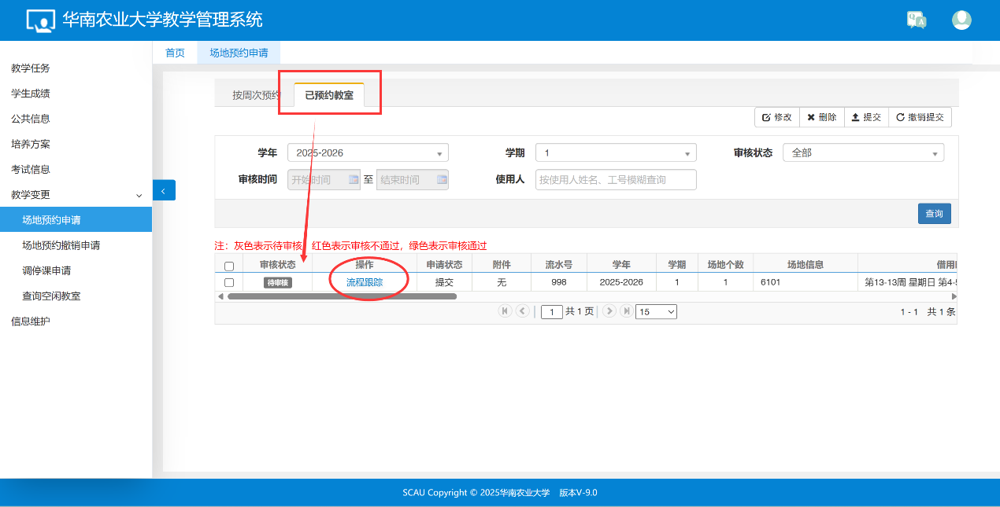 华南农业大学教学管理系统
首页 场地预约申请
教学任务
学生成绩
公共信息
培养方案
考试信息
教学变更
场地预约申请
场地预约撤销申请
调停课申请
查询空闲教室
信息维护
按周次预约 已预约教室
修改 删除 提交 撤销提交
学年 2025-2026 学期 1 审核状态 全部
审核时间 开始时间 至 结束时间 使用人 按使用人姓名、工号模糊查询
查询
注：灰色表示待审核，红色表示审核不通过，绿色表示审核通过
审核状态 操作 申请状态 附件 流水号 学年 学期 场地个数 场地信息 借用
待审核 流程跟踪 提交 无 998 2025-2026 1 1 6101 第13-13周 星期日 第4-
1 共 1 页 15 1 - 1 共 1 条
SCAU Copyright © 2025华南农业大学 版本V-9.0